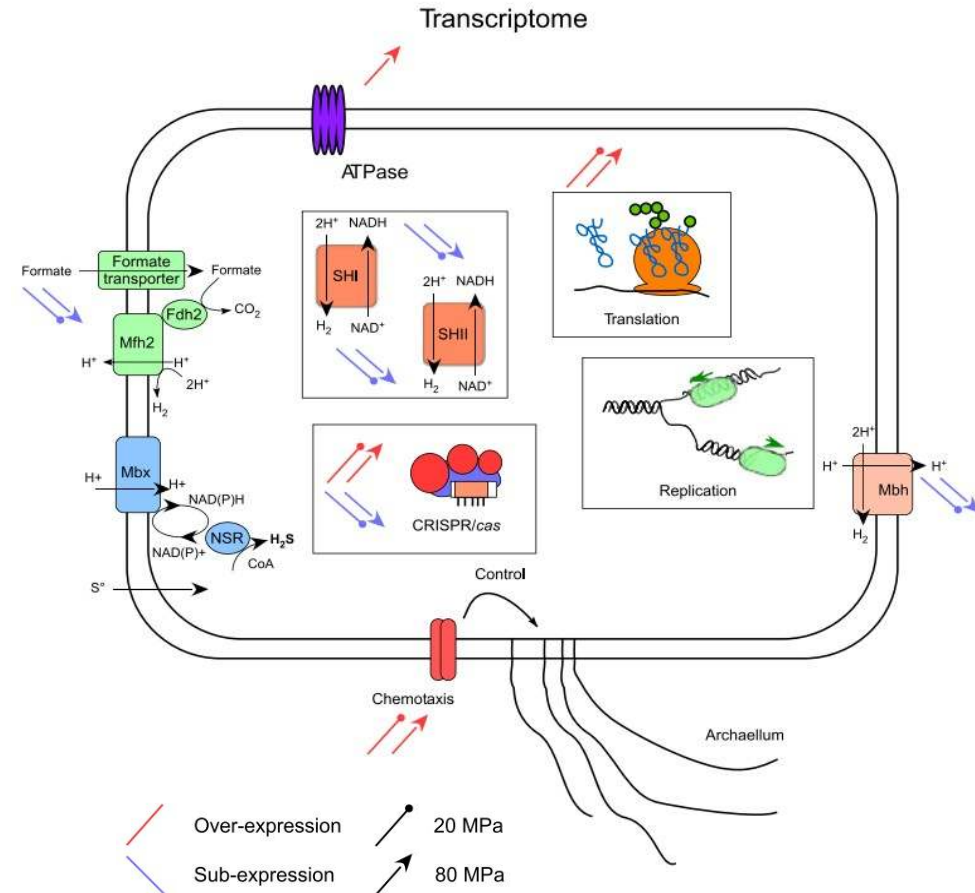 Transcriptome
ATPase
Formate
Formate
transporter
Formate
Fdh2
CO₂
Mfh2
H⁺
H⁺
2H⁺
H₂
2H⁺
NADH
SHI
H₂
NAD⁺
2H⁺
NADH
SHII
H₂
NAD⁺
Translation
Replication
Mbx
H+
H+
NAD(P)H
NAD(P)+
NSR
H₂S
CoA
S°
CRISPR/cas
2H⁺
H⁺
H⁺
Mbh
H₂
Control
Chemotaxis
Archaellum
Over-expression
20 MPa
Sub-expression
80 MPa